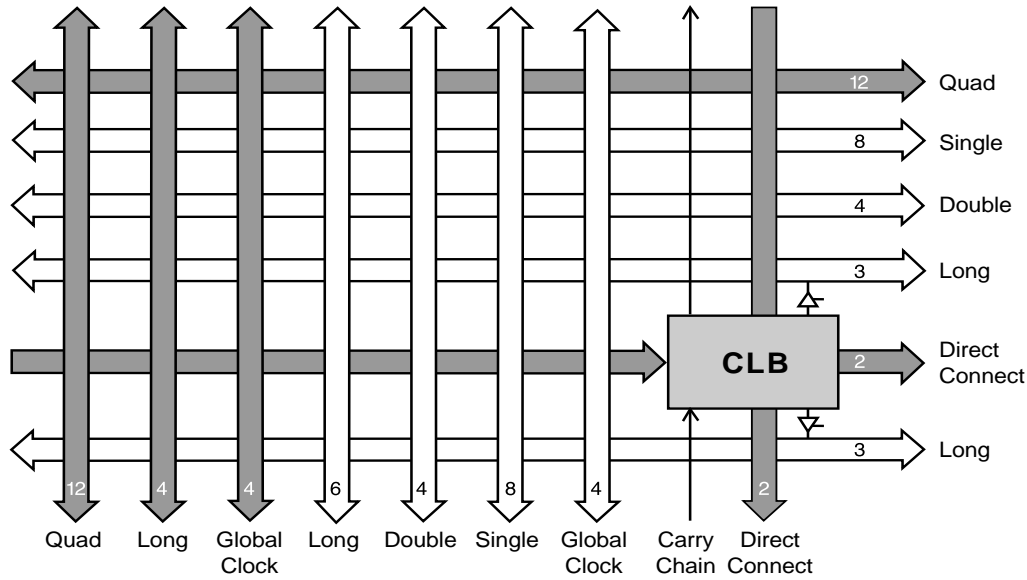 12
Quad
8
Single
4
Double
3
Long
CLB
2
Direct
Connect
3
Long
12
4
4
6
4
8
4
2
Quad
Long
Global
Clock
Long
Double
Single
Global
Clock
Carry
Chain
Direct
Connect